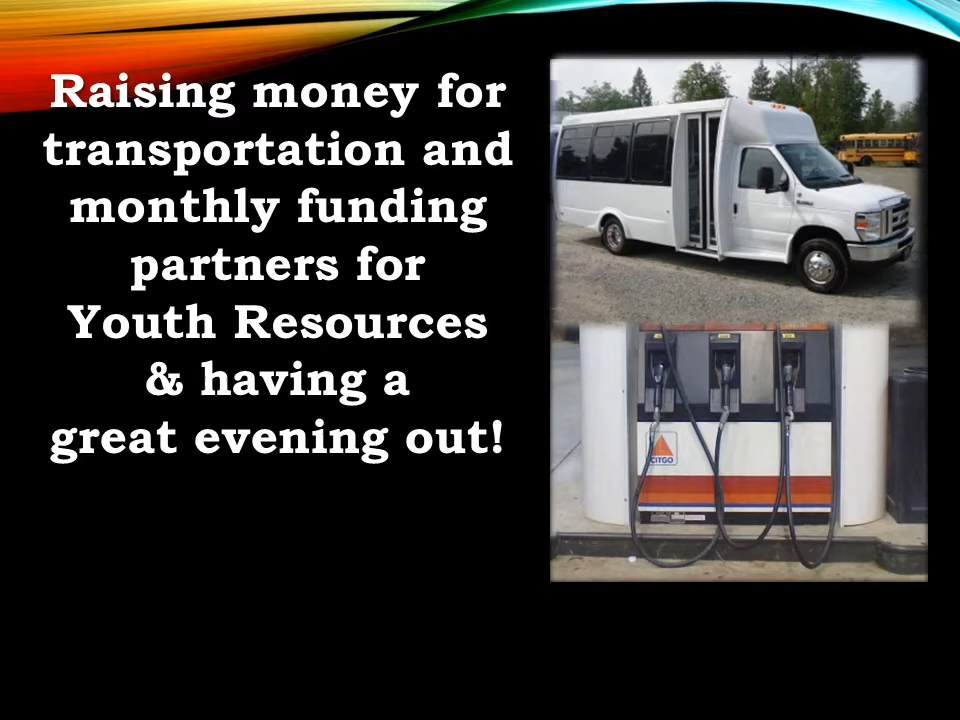 Raising money for
transportation and
monthly funding
partners for
Youth Resources
& having a
great evening out!
CITGO